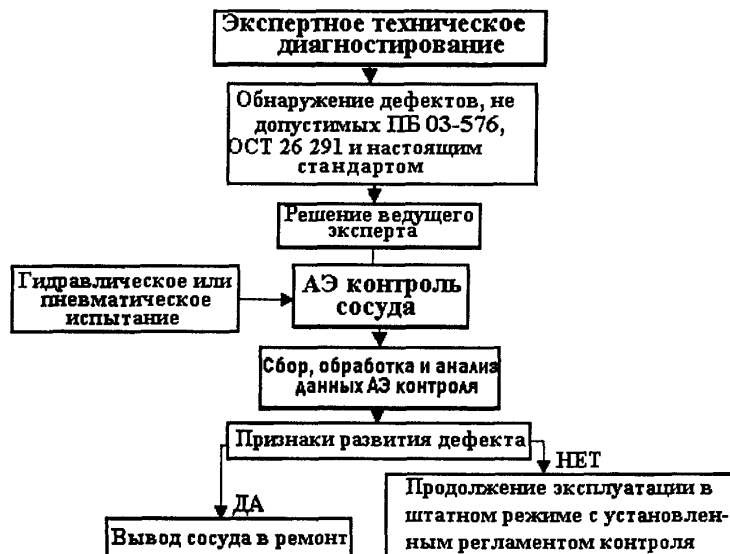 Экспертное техническое
диагностирование
Обнаружение дефектов, не
допустимых ПБ 03-576,
ОСТ 26 291 и настоящим
стандартом
Решение ведущего
эксперта
Гидравлическое или
пневматическое
испытание
АЭ контроль
сосуда
Сбор, обработка и анализ
данных АЭ контроля
Признаки развития дефекта
ДА
НЕТ
Вывод сосуда в ремонт
Продолжение эксплуатации в
штатном режиме с установлен-
ным регламентом контроля